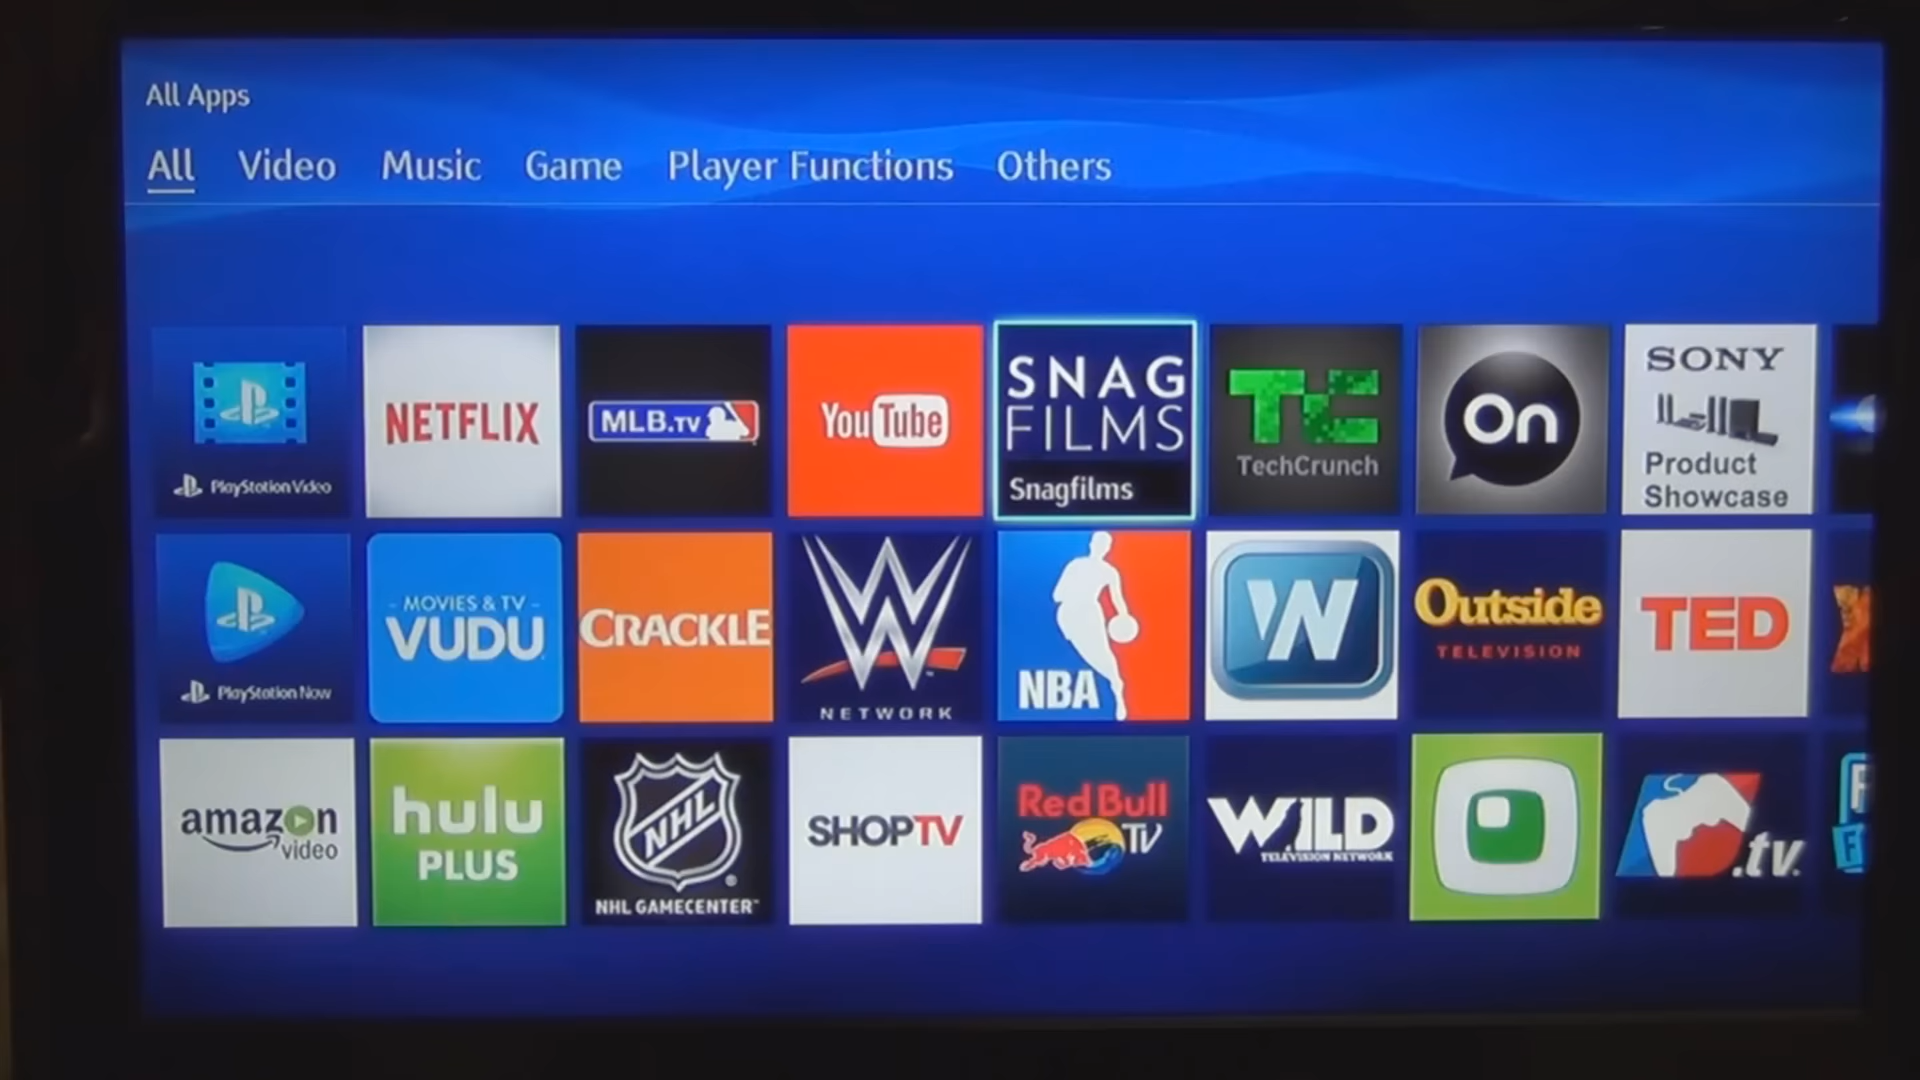 All Apps
All Video Music Game Player Functions Others
PlayStation Video
NETFLIX
MLB.TV
YouTube
SNAG
FILMS
Snagfilms
TC
TechCrunch
On
SONY
Product
Showcase
PlayStation Now
- MOVIES & TV -
VUDU
CRACKLE
W
NETWORK
NBA
W
Outside
TELEVISION
TED
amazon
video
hulu
PLUS
NHL
NHL GAMECENTER™
SHOPTV
Red Bull
TV
WILD
TELEVISION NETWORK
.tv